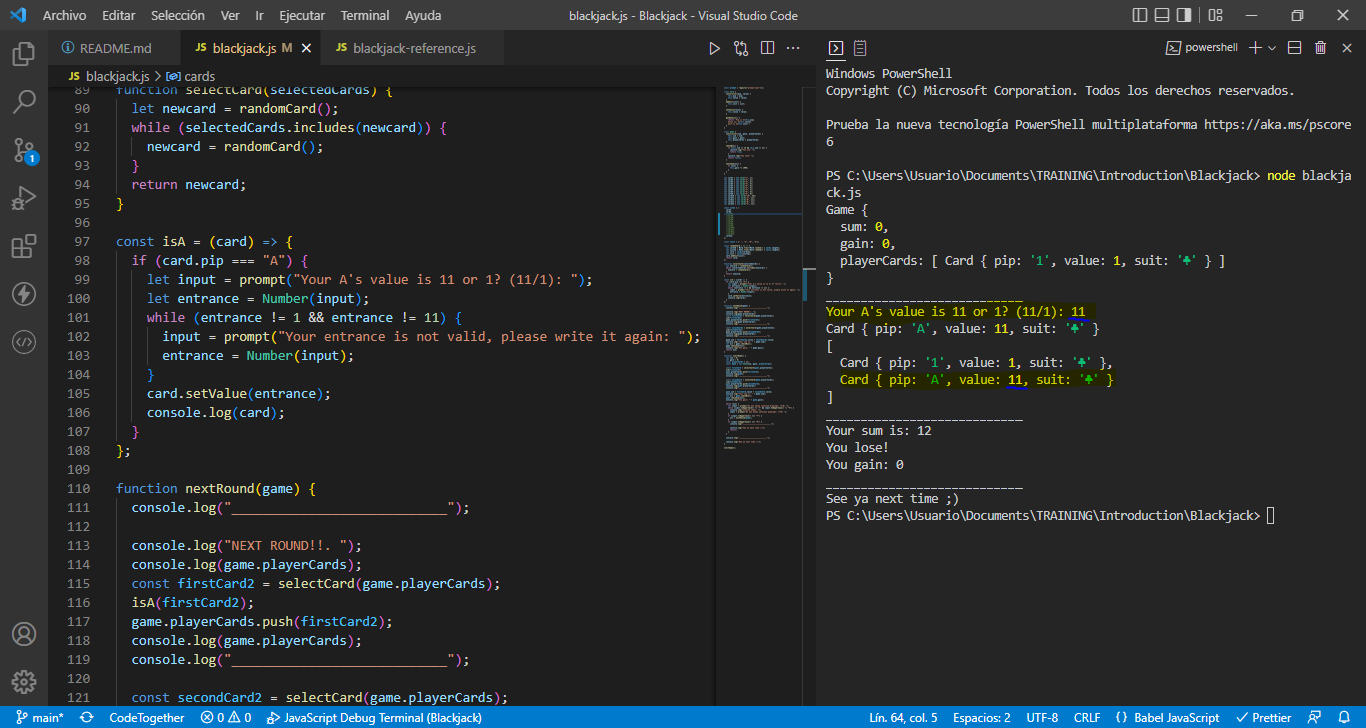 Archivo Editar Selección Ver Ir Ejecutar Terminal Ayuda
blackjack.js - Blackjack - Visual Studio Code
README.md
JS blackjack.js M
JS blackjack-reference.js
powershell
JS blackjack.js > cards
89 function selectCard(selectedCards) {
90 let newcard = randomCard();
91 while (selectedCards.includes(newcard)) {
92 newcard = randomCard();
93 }
94 return newcard;
95 }
96
97 const isA = (card) => {
98 if (card.pip === "A") {
99 let input = prompt("Your A's value is 11 or 1? (11/1): ");
100 let entrance = Number(input);
101 while (entrance != 1 && entrance != 11) {
102 input = prompt("Your entrance is not valid, please write it again: ");
103 entrance = Number(input);
104 }
105 card.setValue(entrance);
106 console.log(card);
107 }
108 };
109
110 function nextRound(game) {
111 console.log("____________________________");
112
113 console.log("NEXT ROUND!!. ");
114 console.log(game.playerCards);
115 const firstCard2 = selectCard(game.playerCards);
116 isA(firstCard2);
117 game.playerCards.push(firstCard2);
118 console.log(game.playerCards);
119 console.log("____________________________");
120
121 const secondCard2 = selectCard(game.playerCards);
Windows PowerShell
Copyright (C) Microsoft Corporation. Todos los derechos reservados.
Prueba la nueva tecnología PowerShell multiplataforma https://aka.ms/pscore
6
PS C:\Users\Usuario\Documents\TRAINING\Introduction\Blackjack> node blackja
ck.js
Game {
sum: 0,
gain: 0,
playerCards: [ Card { pip: '1', value: 1, suit: '♣' } ]
}
____________________________
Your A's value is 11 or 1? (11/1): 11
Card { pip: 'A', value: 11, suit: '♣' }
[
Card { pip: '1', value: 1, suit: '♣' },
Card { pip: 'A', value: 11, suit: '♣' }
]
____________________________
Your sum is: 12
You lose!
You gain: 0
____________________________
See ya next time ;)
PS C:\Users\Usuario\Documents\TRAINING\Introduction\Blackjack>
1
main* CodeTogether 0 0 JavaScript Debug Terminal (Blackjack)
Lín. 64, col. 5 Espacios: 2 UTF-8 CRLF {} Babel JavaScript Prettier